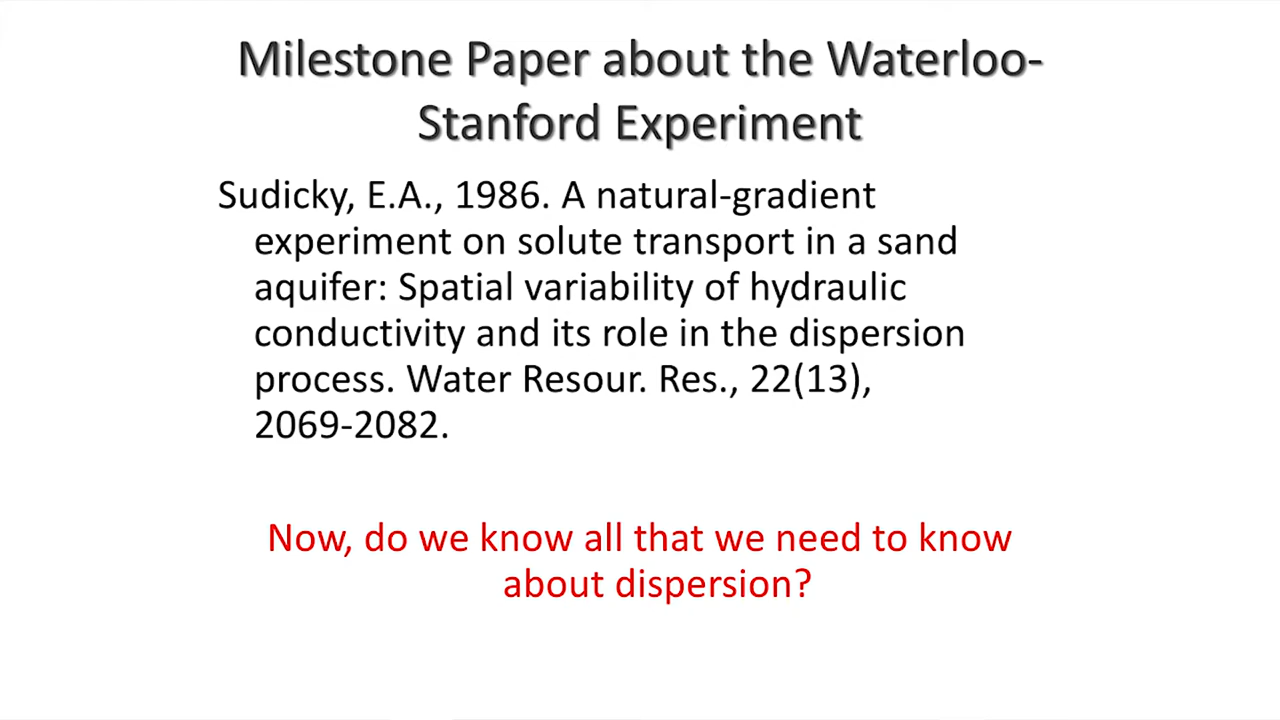 Milestone Paper about the Waterloo-
Stanford Experiment
Sudicky, E.A., 1986. A natural-gradient
experiment on solute transport in a sand
aquifer: Spatial variability of hydraulic
conductivity and its role in the dispersion
process. Water Resour. Res., 22(13),
2069-2082.
Now, do we know all that we need to know
about dispersion?